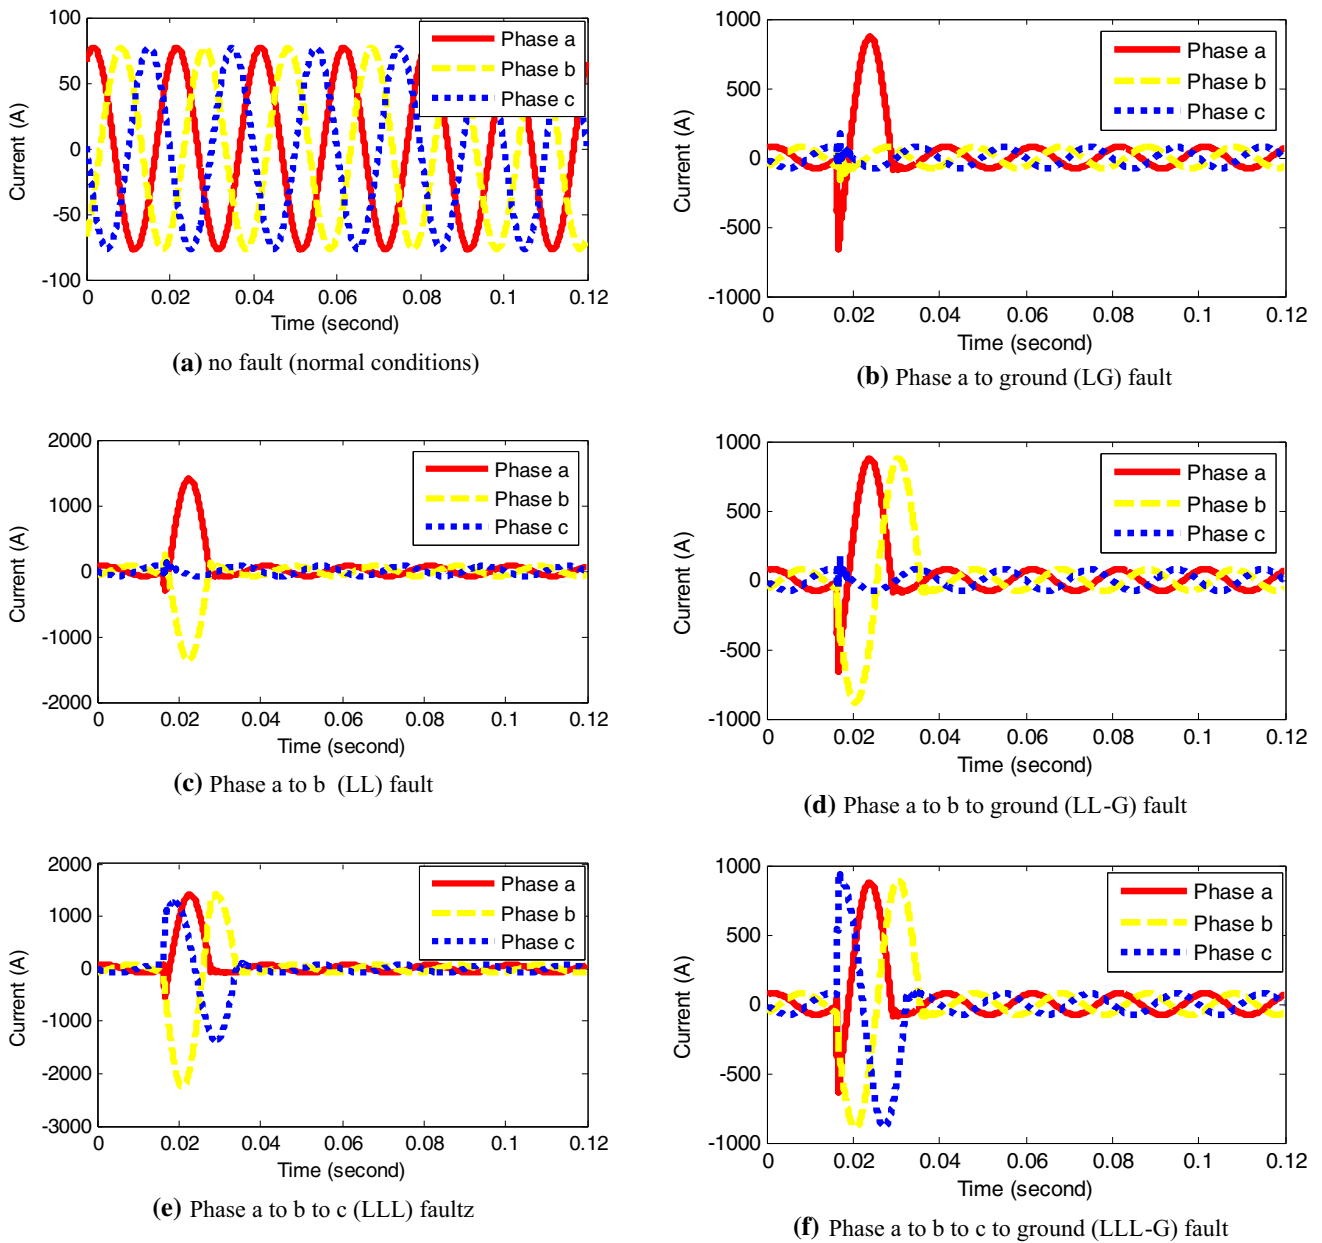 100
50
0
-50
-100
Current (A)
0
0.02
0.04
0.06
0.08
0.1
0.12
Time (second)
Phase a
Phase b
Phase c
(a) no fault (normal conditions)
1000
500
0
-500
-1000
Current (A)
0
0.02
0.04
0.06
0.08
0.1
0.12
Time (second)
Phase a
Phase b
Phase c
(b) Phase a to ground (LG) fault
2000
1000
0
-1000
-2000
Current (A)
0
0.02
0.04
0.06
0.08
0.1
0.12
Time (second)
Phase a
Phase b
Phase c
(c) Phase a to b (LL) fault
1000
500
0
-500
-1000
Current (A)
0
0.02
0.04
0.06
0.08
0.1
0.12
Time (second)
Phase a
Phase b
Phase c
(d) Phase a to b to ground (LL-G) fault
2000
1000
0
-1000
-2000
-3000
Current (A)
0
0.02
0.04
0.06
0.08
0.1
0.12
Time (second)
Phase a
Phase b
Phase c
(e) Phase a to b to c (LLL) faultz
1000
500
0
-500
-1000
Current (A)
0
0.02
0.04
0.06
0.08
0.1
0.12
Time (second)
Phase a
Phase b
Phase c
(f) Phase a to b to c to ground (LLL-G) fault